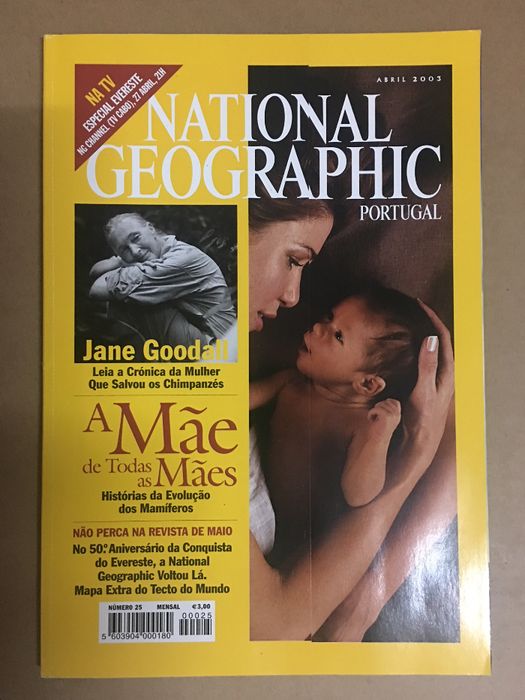 NA TV
ESPECIAL EVERESTE
NG CHANNEL (TV CABO), 27 ABRIL, 21H
ABRIL 2003
NATIONAL
GEOGRAPHIC
PORTUGAL
Jane Goodall
Leia a Crónica da Mulher
Que Salvou os Chimpanzés
A Mãe
de Todas
as Mães
Histórias da Evolução
dos Mamíferos
NÃO PERCA NA REVISTA DE MAIO
No 50.º Aniversário da Conquista
do Evereste, a National
Geographic Voltou Lá.
Mapa Extra do Tecto do Mundo
NÚMERO 25 MENSAL €3,00
00025
5 603904 000180